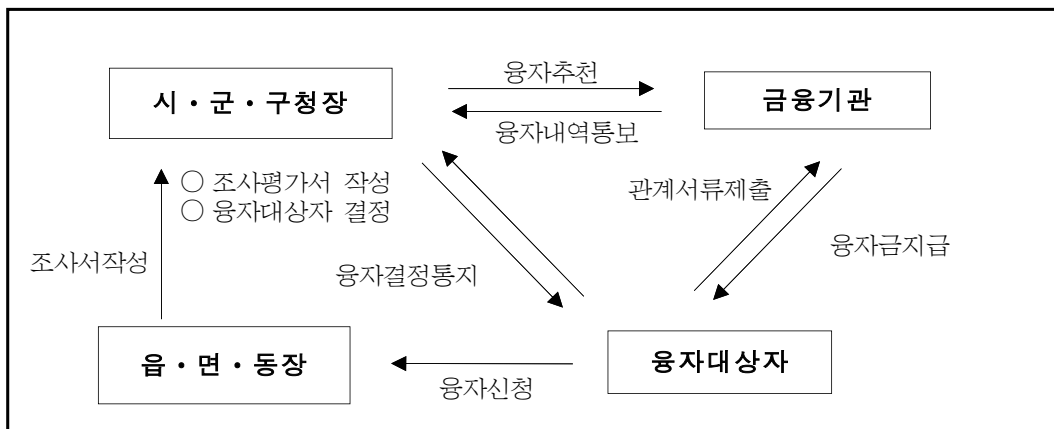 융자추천
시・군・구청장
금융기관
융자내역통보
○ 조사평가서 작성
○ 융자대상자 결정
관계서류제출
융자금지급
조사서작성
융자결정통지
읍・면・동장
융자대상자
융자신청